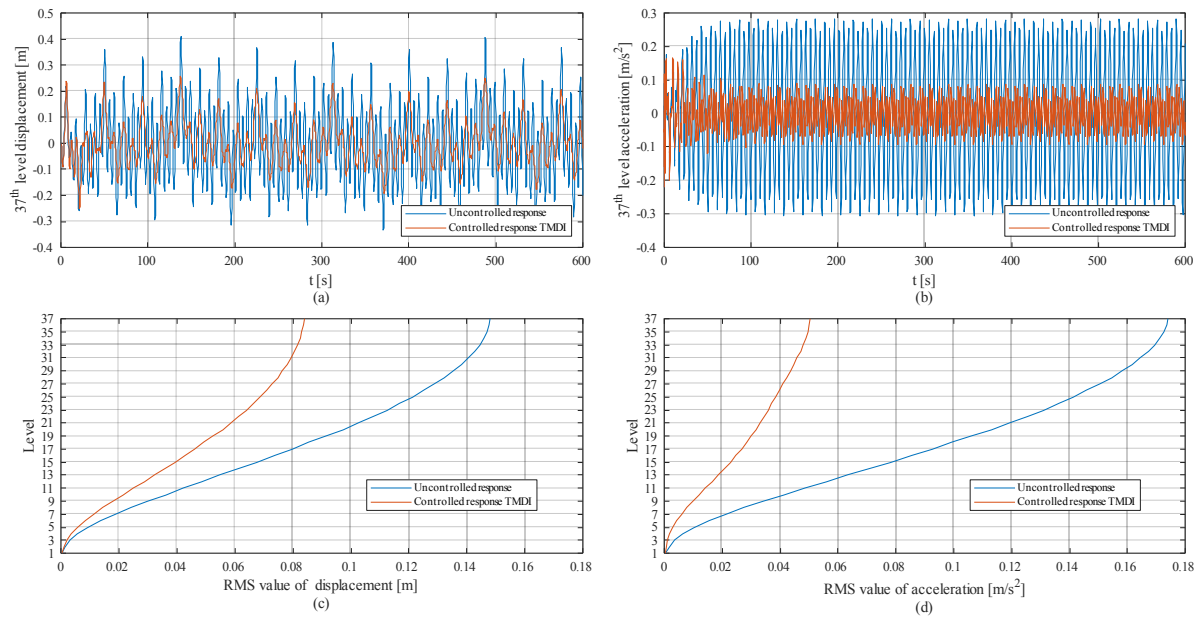 0.5
0.4
0.3
0.2
0.1
0
-0.1
-0.2
-0.3
-0.4
37th level displacement [m]
0 100 200 300 400 500 600
t [s]
(a)
Uncontrolled response
Controlled response TMDI
0.3
0.2
0.1
0
-0.1
-0.2
-0.3
-0.4
37th level acceleration [m/s2]
0 100 200 300 400 500 600
t [s]
(b)
Uncontrolled response
Controlled response TMDI
37
35
33
31
29
27
25
23
21
19
17
15
13
11
9
7
5
3
1
Level
0 0.02 0.04 0.06 0.08 0.1 0.12 0.14 0.16 0.18
RMS value of displacement [m]
(c)
Uncontrolled response
Controlled response TMDI
37
35
33
31
29
27
25
23
21
19
17
15
13
11
9
7
5
3
1
Level
0 0.02 0.04 0.06 0.08 0.1 0.12 0.14 0.16 0.18
RMS value of acceleration [m/s2]
(d)
Uncontrolled response
Controlled response TMDI